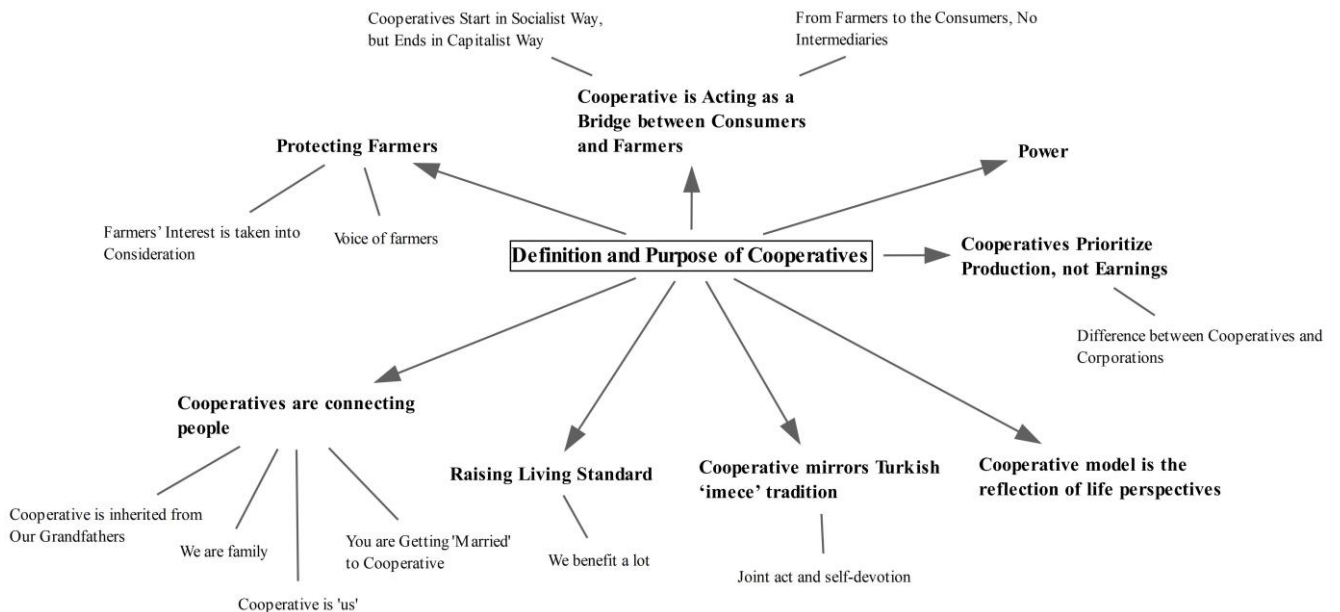 Cooperatives Start in Socialist Way,
but Ends in Capitalist Way
From Farmers to the Consumers, No
Intermediaries
Cooperative is Acting as a
Bridge between Consumers
and Farmers
Protecting Farmers
Power
Farmers' Interest is taken into
Consideration
Voice of farmers
Definition and Purpose of Cooperatives
Cooperatives Prioritize
Production, not Earnings
Difference between Cooperatives and
Corporations
Cooperatives are connecting
people
Raising Living Standard
Cooperative mirrors Turkish
‘imece’ tradition
Cooperative model is the
reflection of life perspectives
Cooperative is inherited from
Our Grandfathers
We are family
You are Getting 'Married'
to Cooperative
Cooperative is 'us'
We benefit a lot
Joint act and self-devotion